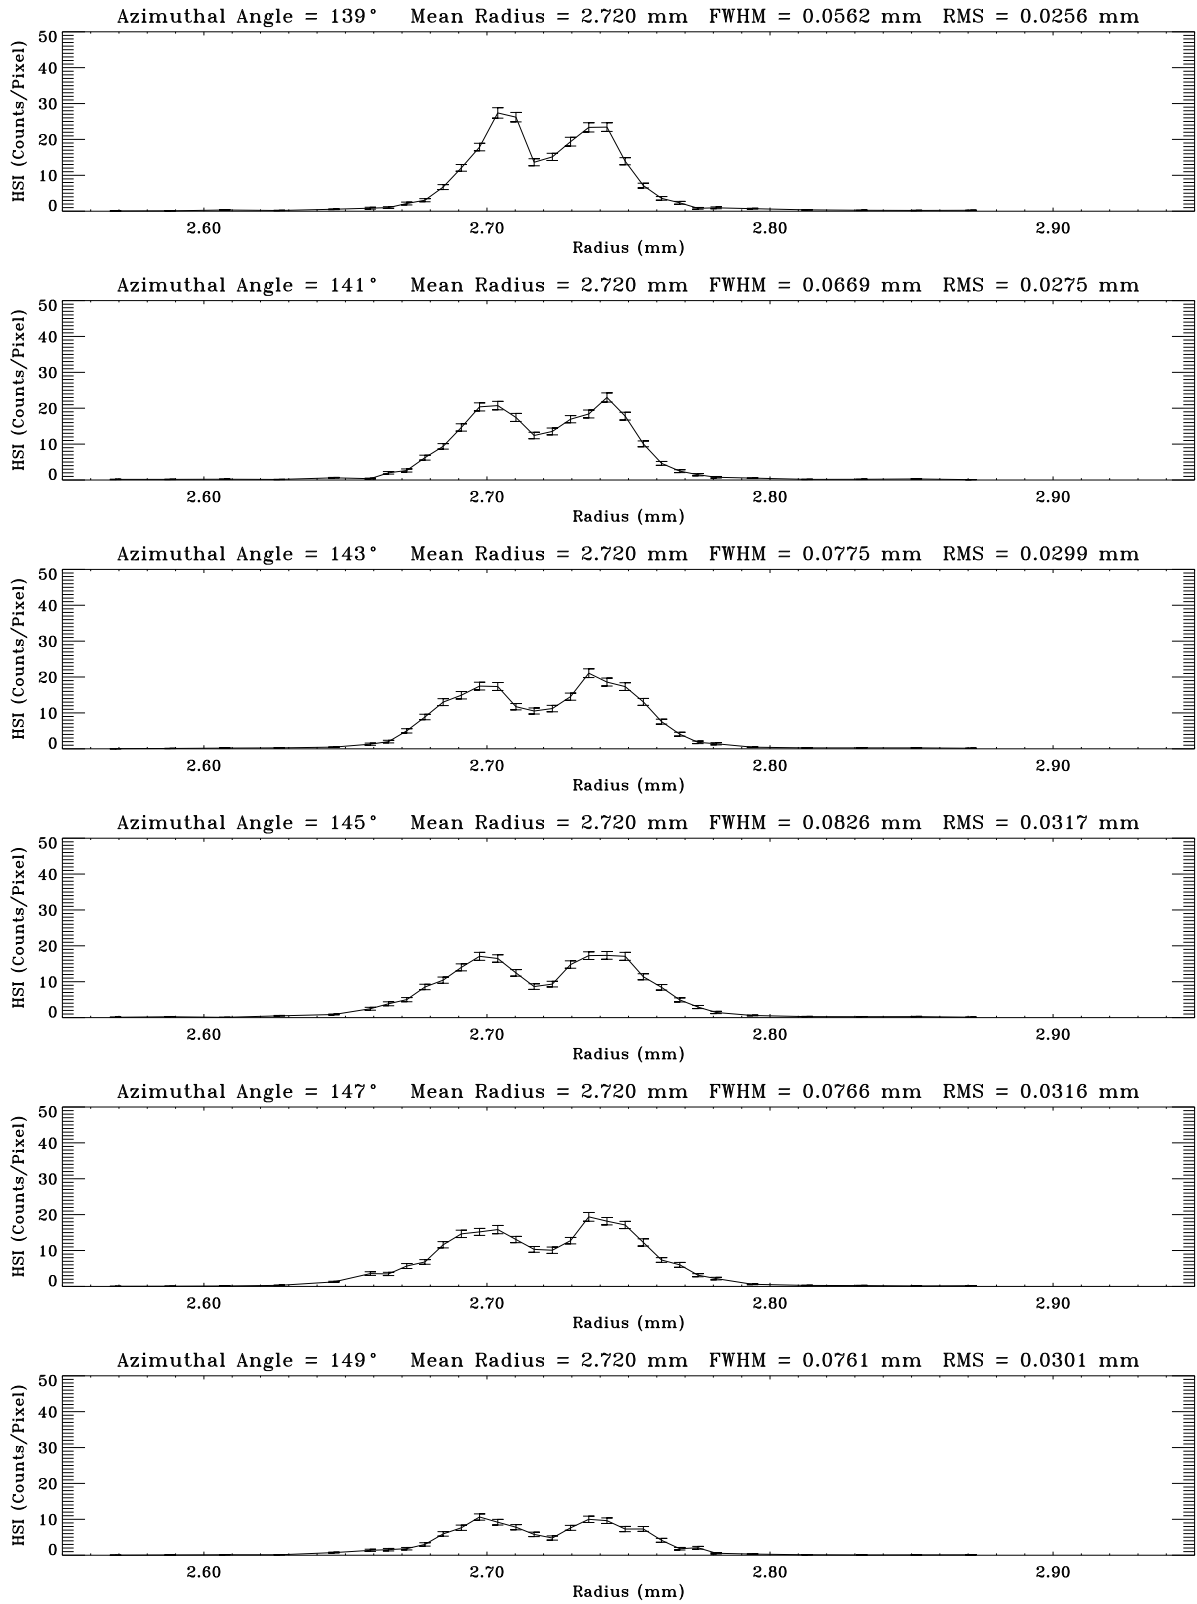 Azimuthal Angle = 139° Mean Radius = 2.720 mm FWHM = 0.0562 mm RMS = 0.0256 mm
HSI (Counts/Pixel)
50
40
30
20
10
0
2.60 2.70 2.80 2.90
Radius (mm)
Azimuthal Angle = 141° Mean Radius = 2.720 mm FWHM = 0.0669 mm RMS = 0.0275 mm
HSI (Counts/Pixel)
50
40
30
20
10
0
2.60 2.70 2.80 2.90
Radius (mm)
Azimuthal Angle = 143° Mean Radius = 2.720 mm FWHM = 0.0775 mm RMS = 0.0299 mm
HSI (Counts/Pixel)
50
40
30
20
10
0
2.60 2.70 2.80 2.90
Radius (mm)
Azimuthal Angle = 145° Mean Radius = 2.720 mm FWHM = 0.0826 mm RMS = 0.0317 mm
HSI (Counts/Pixel)
50
40
30
20
10
0
2.60 2.70 2.80 2.90
Radius (mm)
Azimuthal Angle = 147° Mean Radius = 2.720 mm FWHM = 0.0766 mm RMS = 0.0316 mm
HSI (Counts/Pixel)
50
40
30
20
10
0
2.60 2.70 2.80 2.90
Radius (mm)
Azimuthal Angle = 149° Mean Radius = 2.720 mm FWHM = 0.0761 mm RMS = 0.0301 mm
HSI (Counts/Pixel)
50
40
30
20
10
0
2.60 2.70 2.80 2.90
Radius (mm)